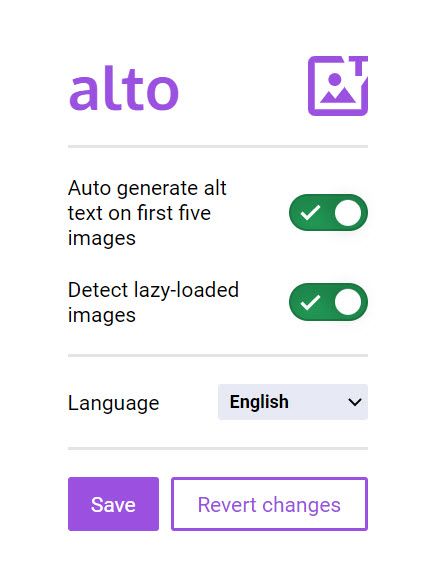 alto
Auto generate alt
text on first five
images
Detect lazy-loaded
images
Language
English
Save
Revert changes